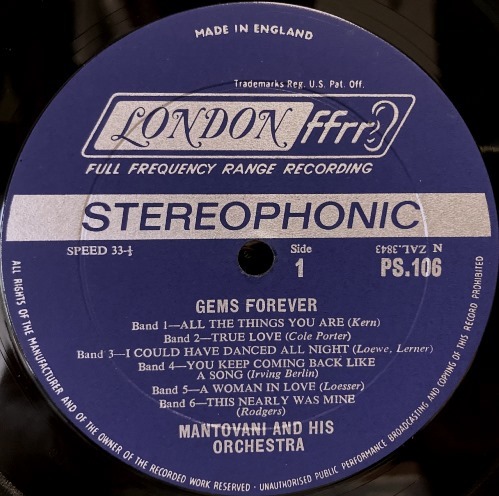 MADE IN ENGLAND
Trademarks Reg. U.S. Pat. Off.
LONDON ffrr
FULL FREQUENCY RANGE RECORDING
STEREOPHONIC
SPEED 33⅓
Side
1
N ZAL.3843
PS.106
GEMS FOREVER
Band 1—ALL THE THINGS YOU ARE (Kern)
Band 2—TRUE LOVE (Cole Porter)
Band 3—I COULD HAVE DANCED ALL NIGHT (Loewe, Lerner)
Band 4—YOU KEEP COMING BACK LIKE
A SONG (Irving Berlin)
Band 5—A WOMAN IN LOVE (Loesser)
Band 6—THIS NEARLY WAS MINE
(Rodgers)
MANTOVANI AND HIS
ORCHESTRA
ALL RIGHTS OF THE MANUFACTURER AND OF THE OWNER OF THE RECORDED WORK RESERVED · UNAUTHORISED PUBLIC PERFORMANCE BROADCASTING AND COPYING OF THIS RECORD PROHIBITED